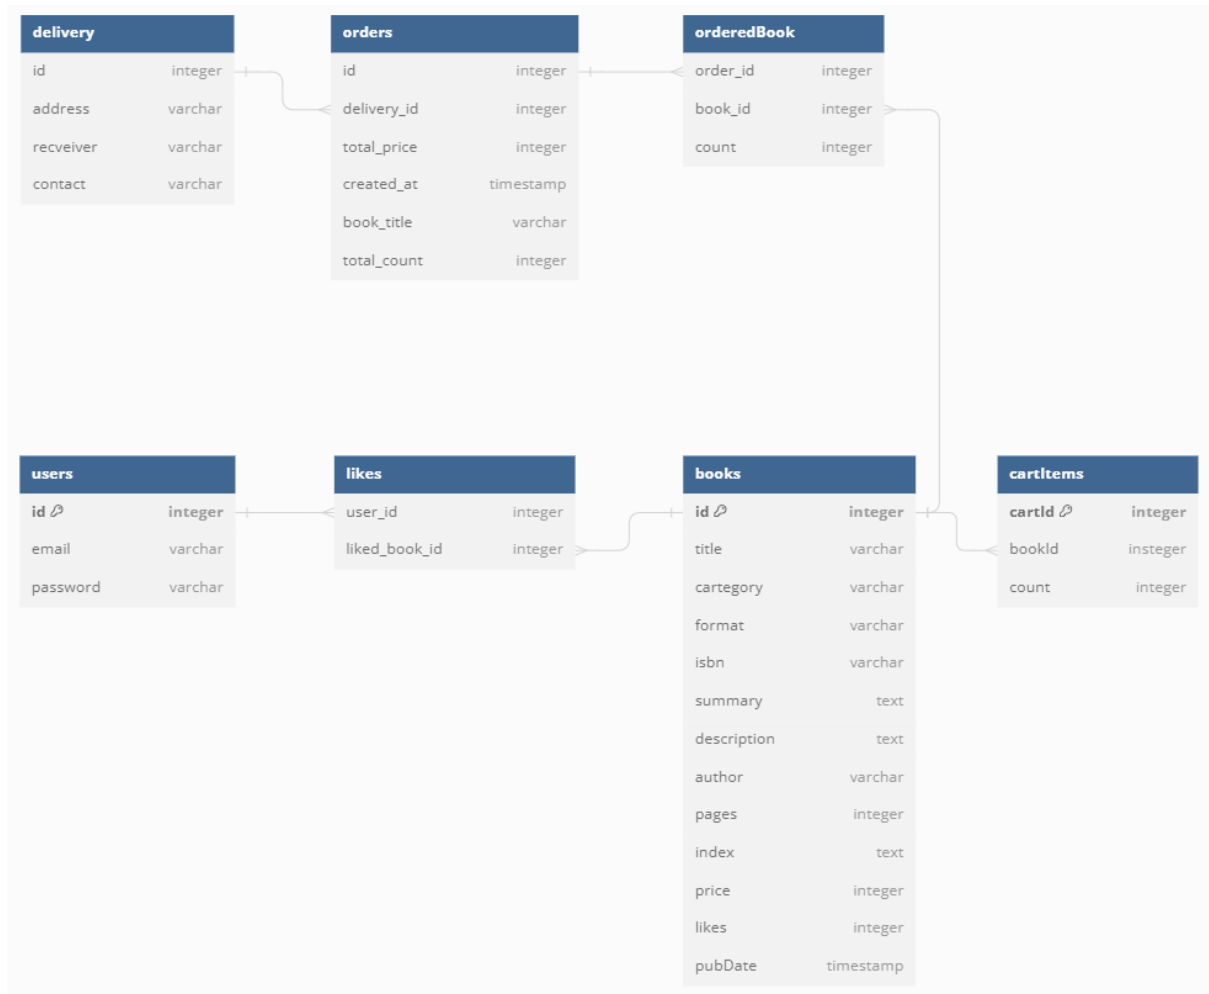 delivery
id integer
address varchar
recveiver varchar
contact varchar
orders
id integer
delivery_id integer
total_price integer
created_at timestamp
book_title varchar
total_count integer
orderedBook
order_id integer
book_id integer
count integer
users
id integer
email varchar
password varchar
likes
user_id integer
liked_book_id integer
books
id integer
title varchar
cartegory varchar
format varchar
isbn varchar
summary text
description text
author varchar
pages integer
index text
price integer
likes integer
pubDate timestamp
cartItems
cartId integer
bookId insteger
count integer